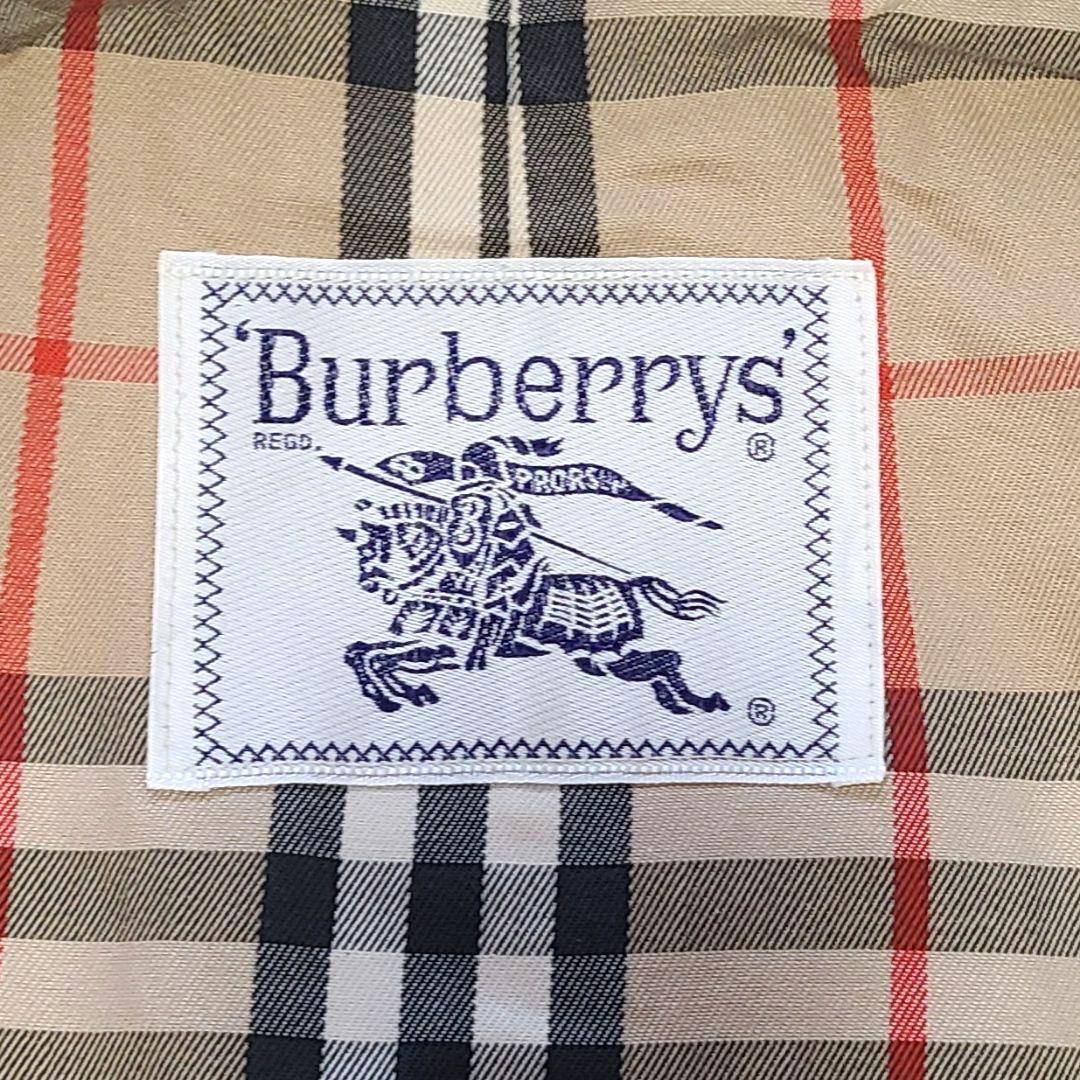 'Burberrys'
REGD. ®
B PRORSUM
®